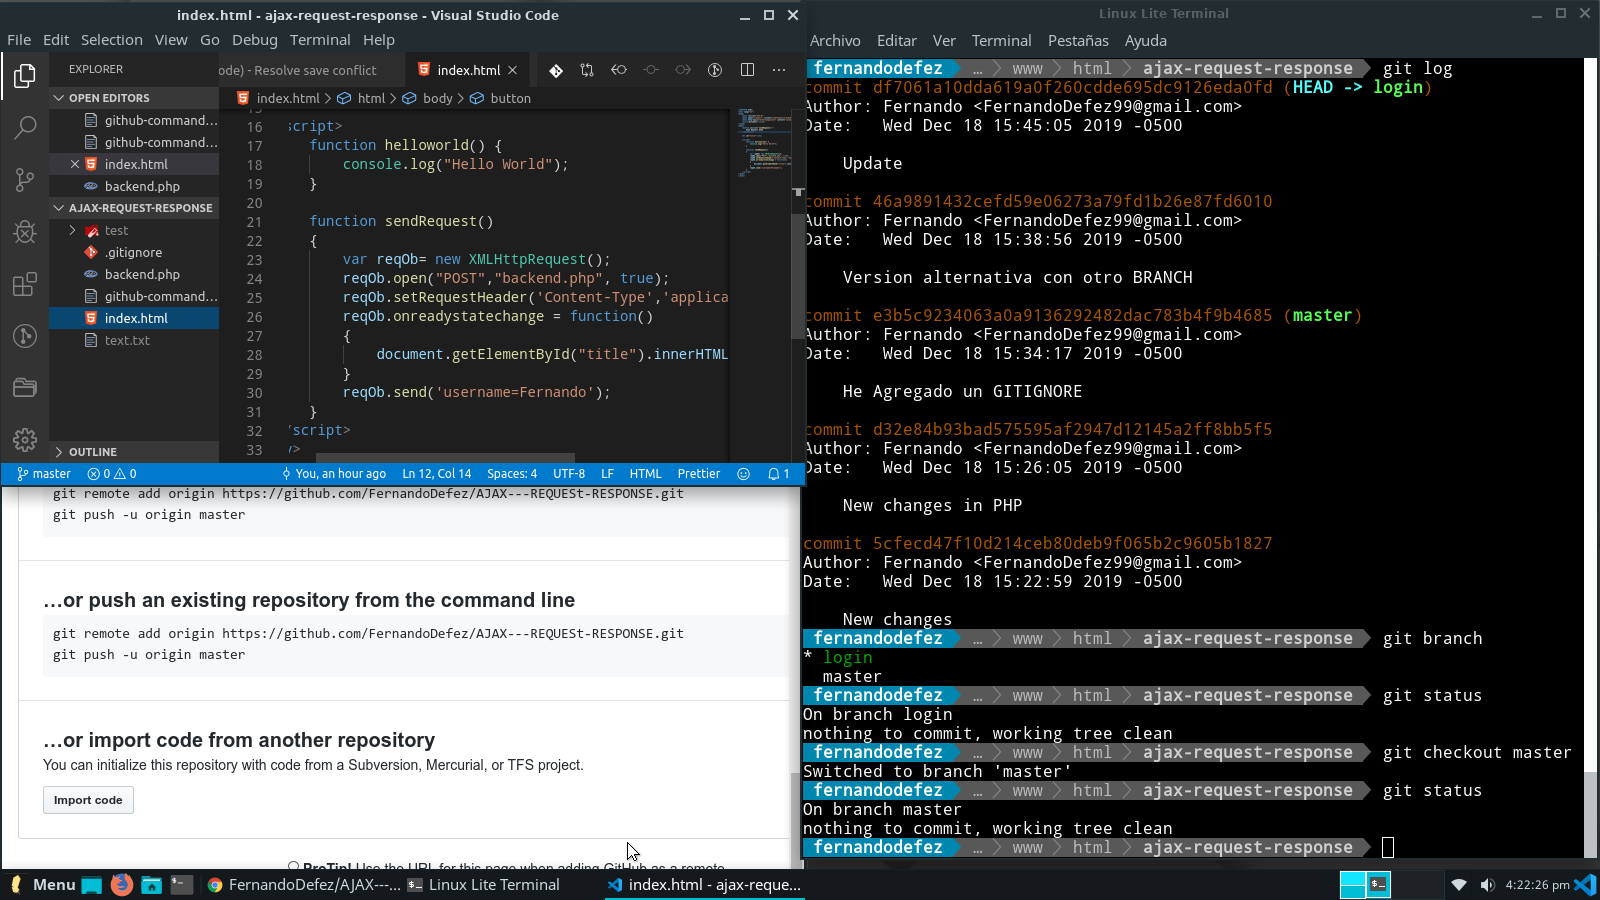 index.html - ajax-request-response - Visual Studio Code
File Edit Selection View Go Debug Terminal Help
EXPLORER
OPEN EDITORS
github-command...
github-command...
index.html
backend.php
AJAX-REQUEST-RESPONSE
test
.gitignore
backend.php
github-command...
index.html
text.txt
OUTLINE
ode) - Resolve save conflict
index.html
index.html > html > body > button
16 script>
17 function helloworld() {
18 console.log("Hello World");
19 }
20
21 function sendRequest()
22 {
23 var reqOb= new XMLHttpRequest();
24 reqOb.open("POST","backend.php", true);
25 reqOb.setRequestHeader('Content-Type','applica
26 reqOb.onreadystatechange = function()
27 {
28 document.getElementById("title").innerHTML
29 }
30 reqOb.send('username=Fernando');
31 }
32 /script>
33 />
master 0 0 You, an hour ago Ln 12, Col 14 Spaces: 4 UTF-8 LF HTML Prettier 1
git remote add origin https://github.com/FernandoDefez/AJAX---REQUESt-RESPONSE.git
git push -u origin master
...or push an existing repository from the command line
git remote add origin https://github.com/FernandoDefez/AJAX---REQUESt-RESPONSE.git
git push -u origin master
...or import code from another repository
You can initialize this repository with code from a Subversion, Mercurial, or TFS project.
Import code
ProTip! Use the URL for this page when adding GitHub as a remote.
Linux Lite Terminal
Archivo Editar Ver Terminal Pestañas Ayuda
fernandodefez … www html ajax-request-response git log
commit df7061a10dda619a0f260cdde695dc9126eda0fd (HEAD -> login)
Author: Fernando <FernandoDefez99@gmail.com>
Date: Wed Dec 18 15:45:05 2019 -0500
Update
commit 46a9891432cefd59e06273a79fd1b26e87fd6010
Author: Fernando <FernandoDefez99@gmail.com>
Date: Wed Dec 18 15:38:56 2019 -0500
Version alternativa con otro BRANCH
commit e3b5c9234063a0a9136292482dac783b4f9b4685 (master)
Author: Fernando <FernandoDefez99@gmail.com>
Date: Wed Dec 18 15:34:17 2019 -0500
He Agregado un GITIGNORE
commit d32e84b93bad575595af2947d12145a2ff8bb5f5
Author: Fernando <FernandoDefez99@gmail.com>
Date: Wed Dec 18 15:26:05 2019 -0500
New changes in PHP
commit 5cfecd47f10d214ceb80deb9f065b2c9605b1827
Author: Fernando <FernandoDefez99@gmail.com>
Date: Wed Dec 18 15:22:59 2019 -0500
New changes
fernandodefez … www html ajax-request-response git branch
* login
master
fernandodefez … www html ajax-request-response git status
On branch login
nothing to commit, working tree clean
fernandodefez … www html ajax-request-response git checkout master
Switched to branch 'master'
fernandodefez … www html ajax-request-response git status
On branch master
nothing to commit, working tree clean
fernandodefez … www html ajax-request-response
Menu FernandoDefez/AJAX---... Linux Lite Terminal index.html - ajax-reque... 4:22:26 pm